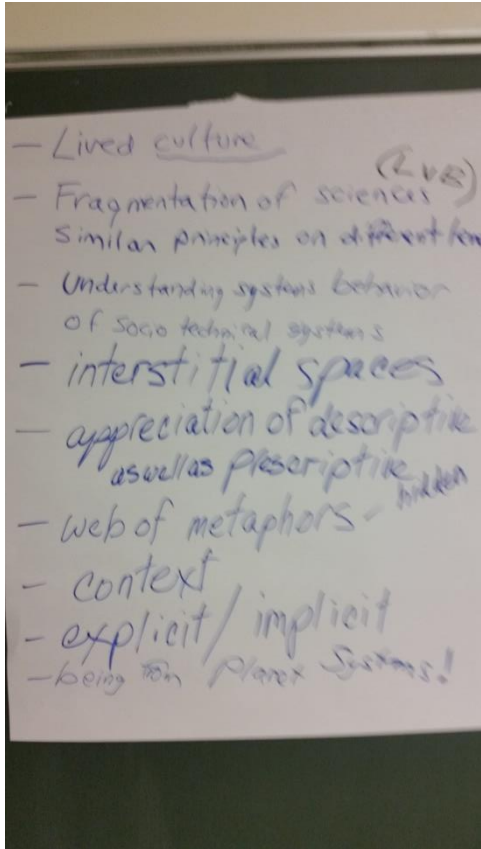 - Lived culture
(LvB)
- Fragmentation of sciences
similar principles on different
- Understanding systems behavior
of socio technical systems
- interstitial spaces
- appreciation of descriptive
as well as prescriptive
- web of metaphors - hidden
- context
- explicit / implicit
- being from Planet Systems!